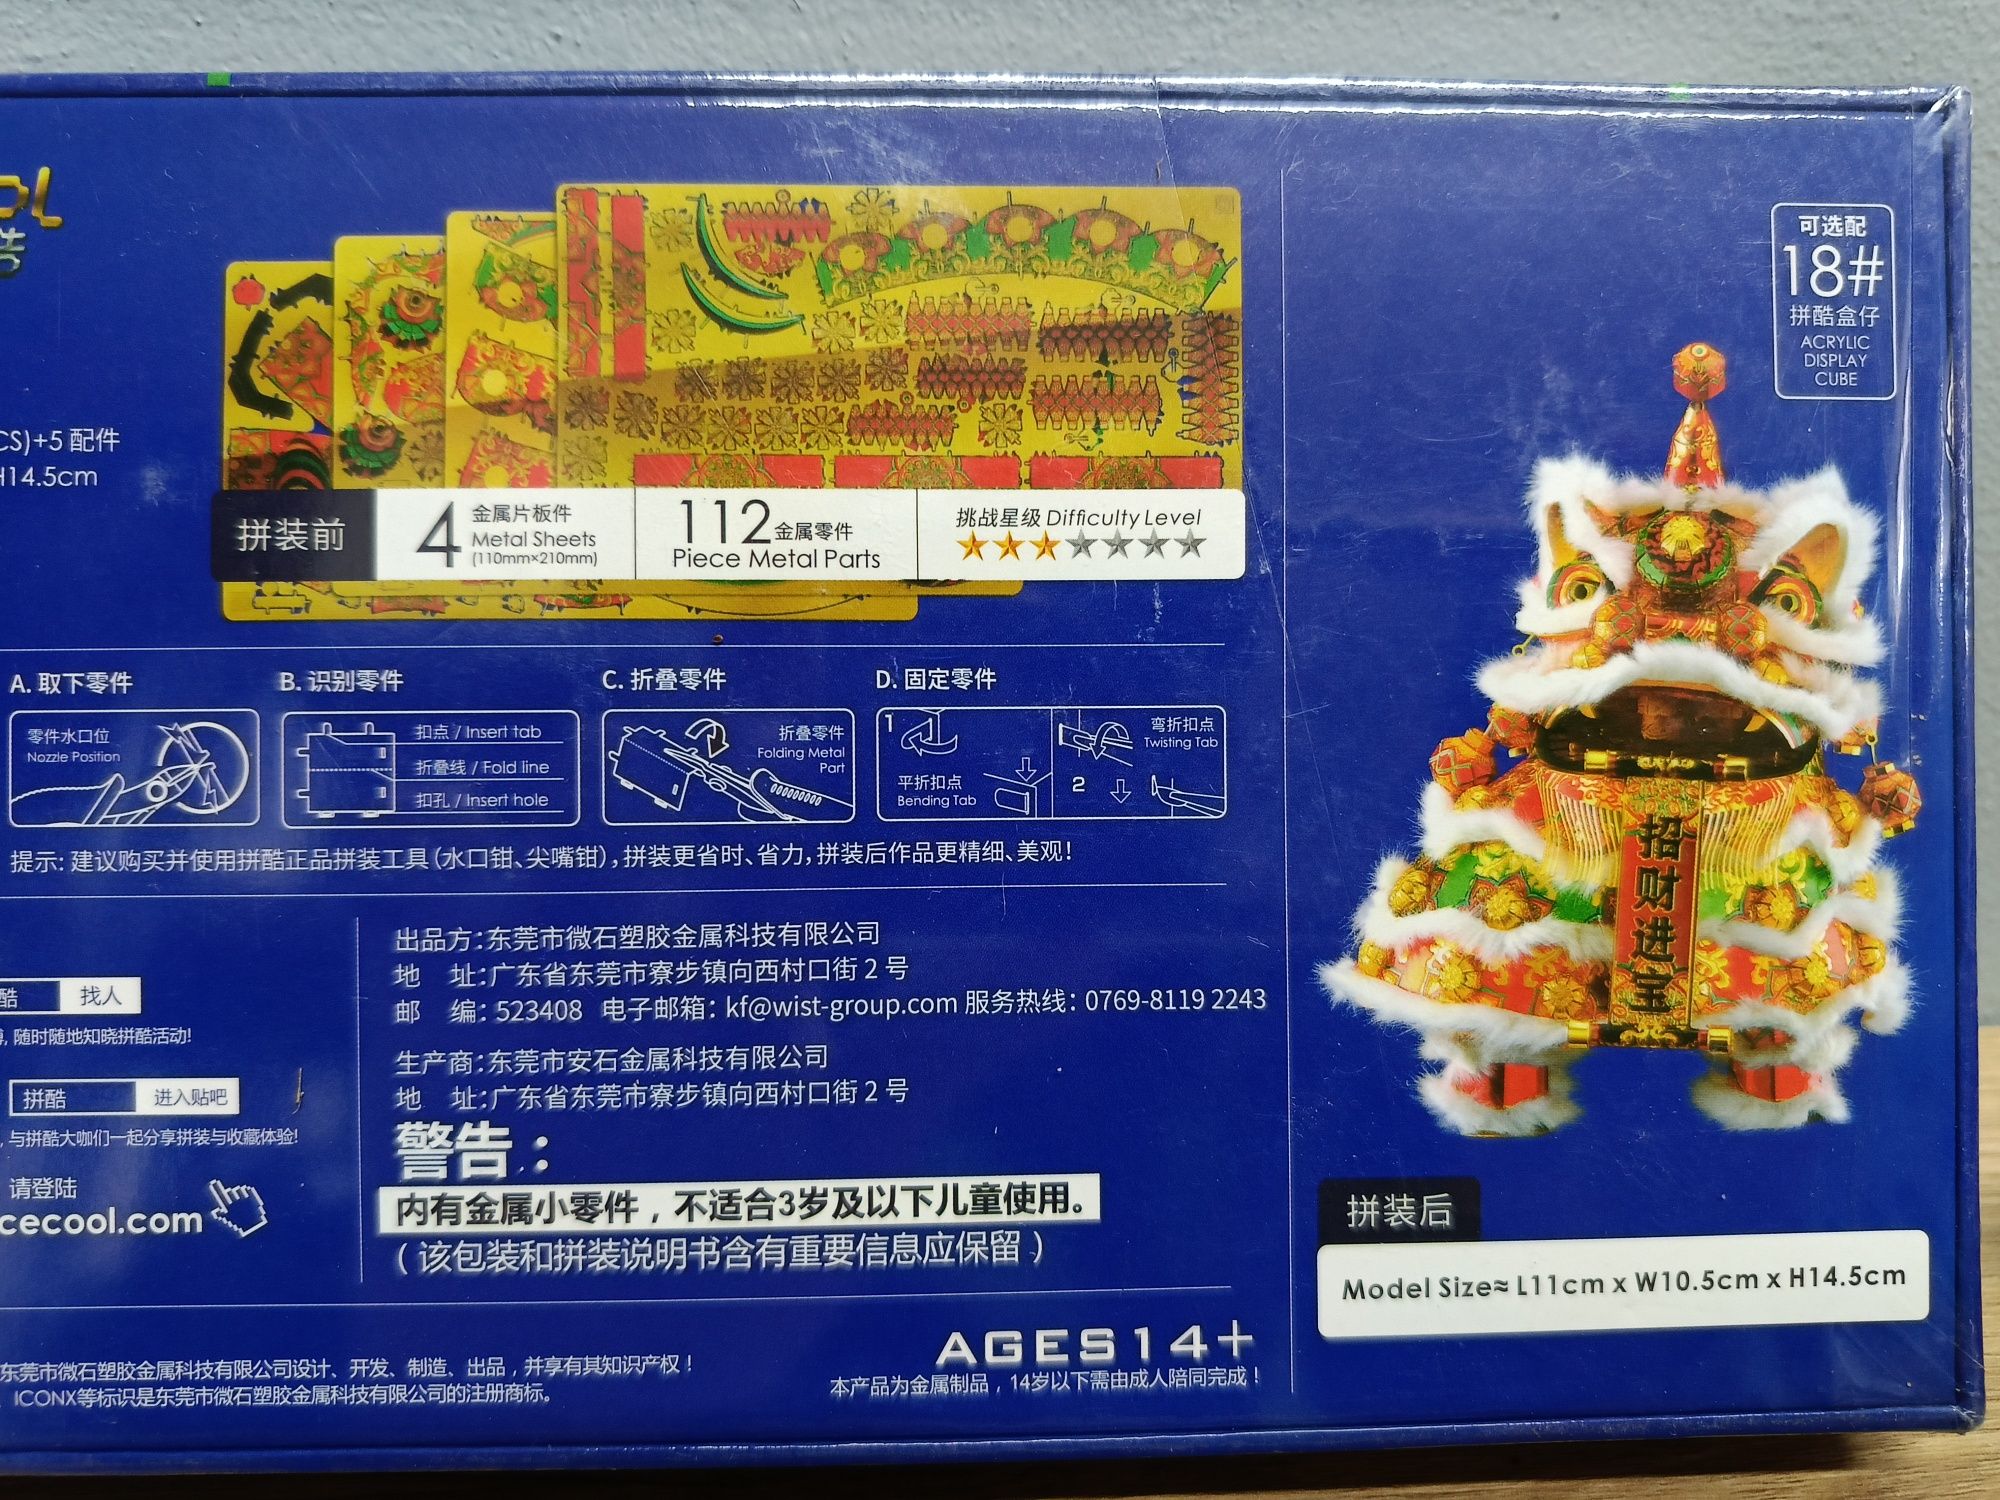 酷
可选配
18#
拼酷盒仔
ACRYLIC
DISPLAY
CUBE
CS)+5 配件
H14.5cm
拼装前
4 金属片板件
Metal Sheets
(110mm×210mm)
112 金属零件
Piece Metal Parts
挑战星级 Difficulty Level
A. 取下零件
零件水口位
Nozzle Position
B. 识别零件
扣点 / Insert tab
折叠线 / Fold line
扣孔 / Insert hole
C. 折叠零件
折叠零件
Folding Metal
Part
D. 固定零件
1
平折扣点
Bending Tab
弯折扣点
Twisting Tab
2
提示: 建议购买并使用拼酷正品拼装工具(水口钳、尖嘴钳),拼装更省时、省力,拼装后作品更精细、美观!
招财进宝
酷 找人
, 随时随地知晓拼酷活动!
拼酷 进入贴吧
, 与拼酷大咖们一起分享拼装与收藏体验!
请登陆
cecool.com
出品方:东莞市微石塑胶金属科技有限公司
地 址:广东省东莞市寮步镇向西村口街 2 号
邮 编: 523408 电子邮箱: kf@wist-group.com 服务热线: 0769-8119 2243
生产商:东莞市安石金属科技有限公司
地 址:广东省东莞市寮步镇向西村口街 2 号
警告：
内有金属小零件，不适合3岁及以下儿童使用。
（该包装和拼装说明书含有重要信息应保留）
拼装后
Model Size≈ L11cm x W10.5cm x H14.5cm
AGES 14+
本产品为金属制品，14岁以下需由成人陪同完成！
东莞市微石塑胶金属科技有限公司设计、开发、制造、出品，并享有其知识产权！
ICONX等标识是东莞市微石塑胶金属科技有限公司的注册商标。